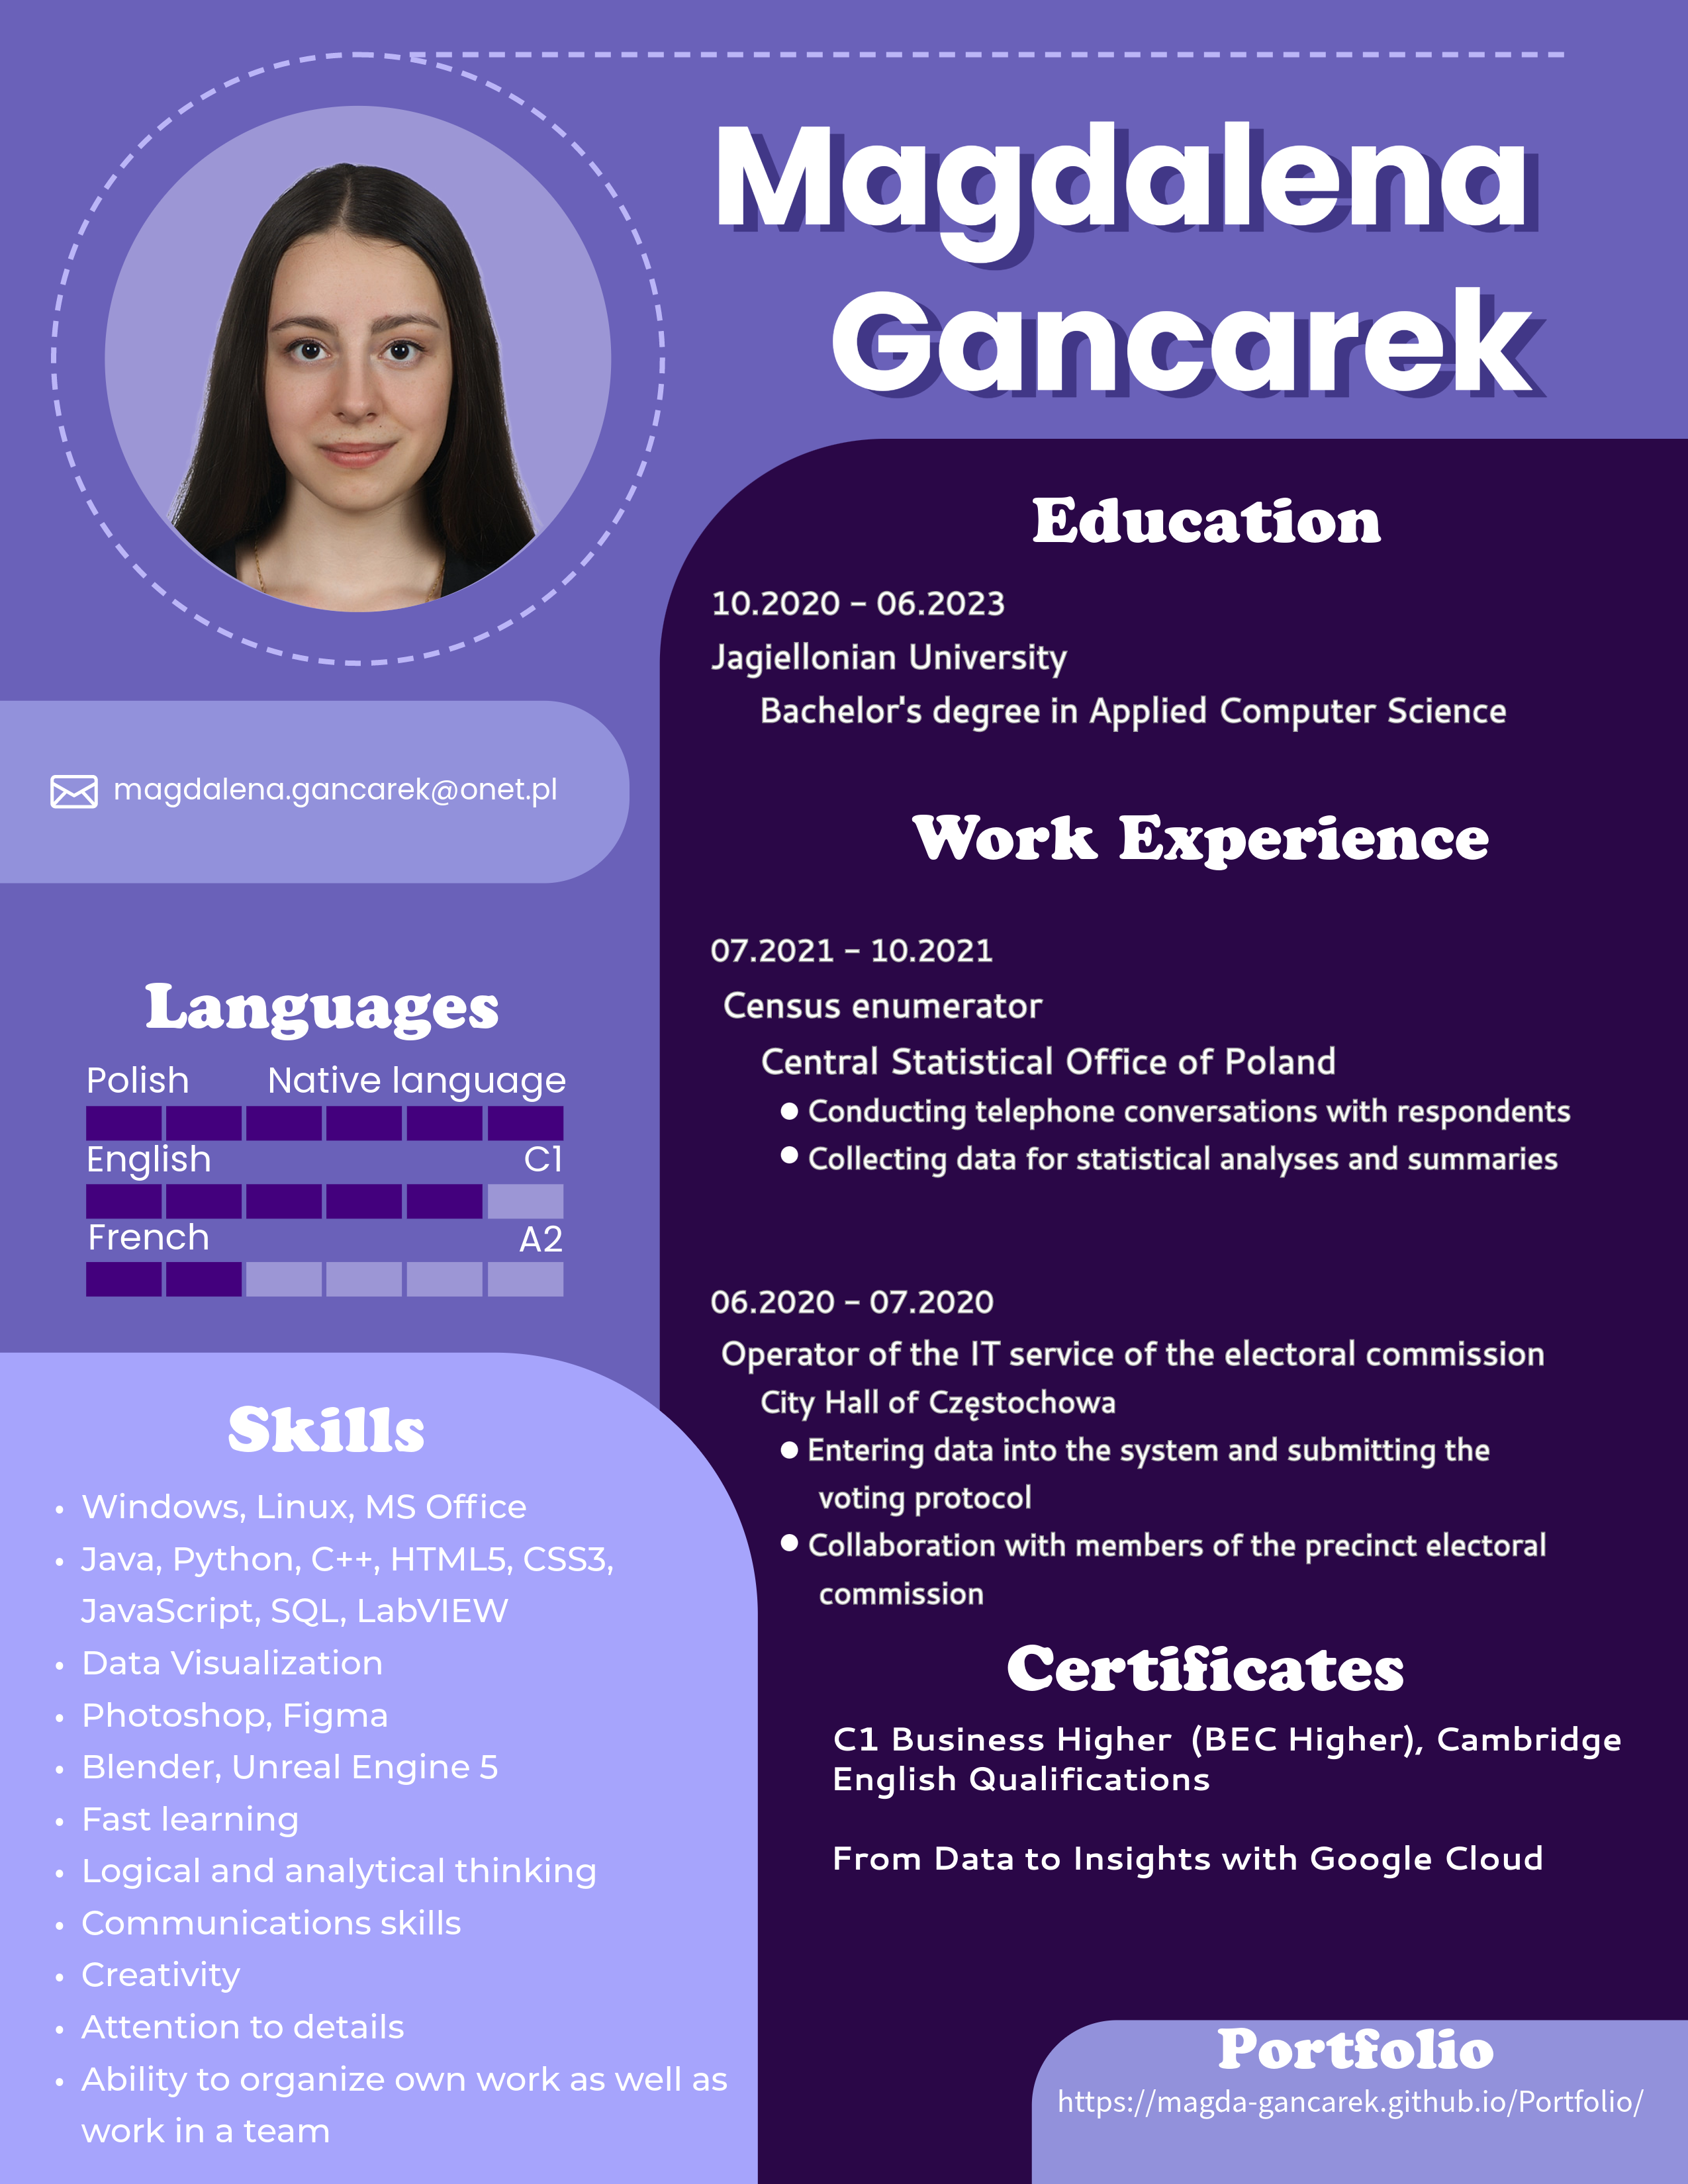 Magdalena
Gancarek
magdalena.gancarek@onet.pl
Languages
Polish Native language
English C1
French A2
Skills
• Windows, Linux, MS Office
• Java, Python, C++, HTML5, CSS3,
JavaScript, SQL, LabVIEW
• Data Visualization
• Photoshop, Figma
• Blender, Unreal Engine 5
• Fast learning
• Logical and analytical thinking
• Communications skills
• Creativity
• Attention to details
• Ability to organize own work as well as
work in a team
Education
10.2020 – 06.2023
Jagiellonian University
Bachelor's degree in Applied Computer Science
Work Experience
07.2021 – 10.2021
Census enumerator
Central Statistical Office of Poland
● Conducting telephone conversations with respondents
● Collecting data for statistical analyses and summaries
06.2020 – 07.2020
Operator of the IT service of the electoral commission
City Hall of Częstochowa
● Entering data into the system and submitting the
voting protocol
● Collaboration with members of the precinct electoral
commission
Certificates
C1 Business Higher (BEC Higher), Cambridge
English Qualifications
From Data to Insights with Google Cloud
Portfolio
https://magda-gancarek.github.io/Portfolio/